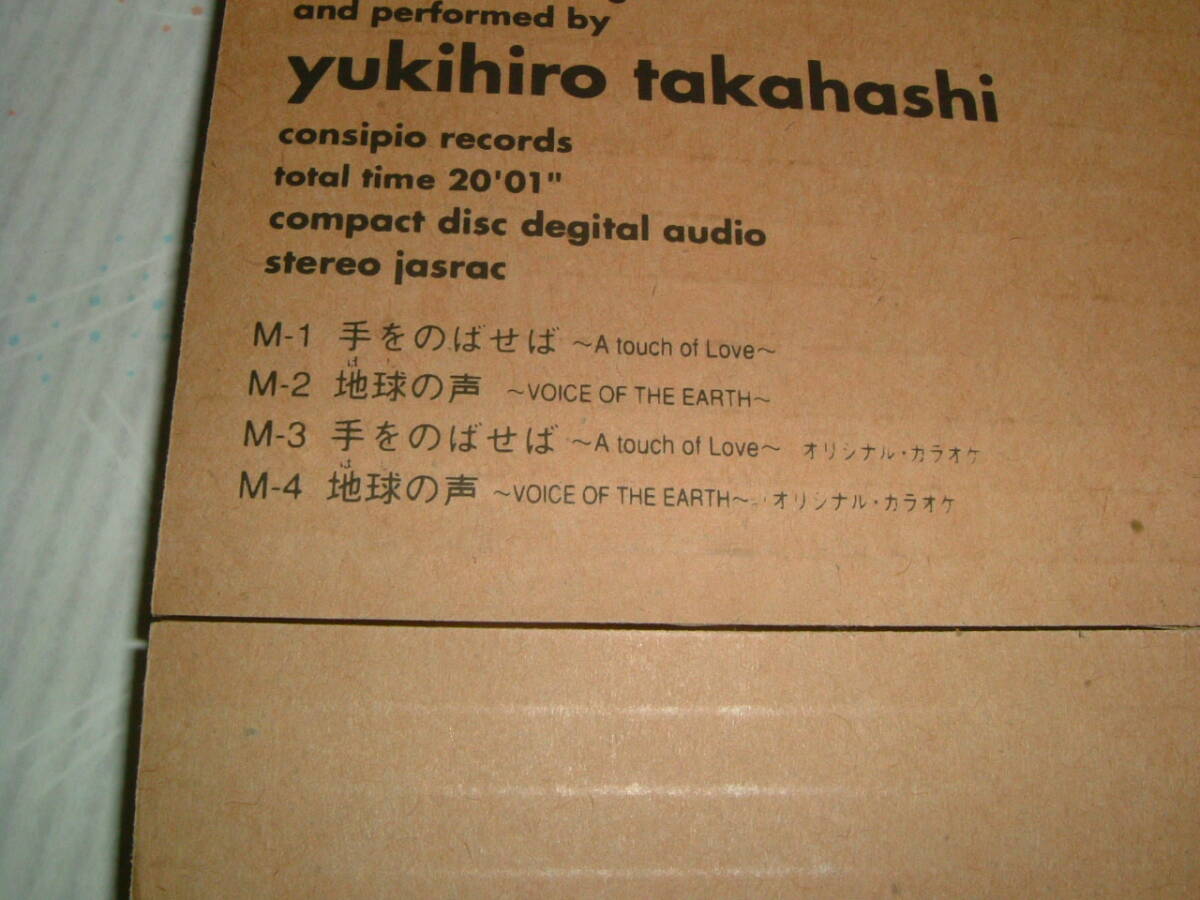 and performed by
yukihiro takahashi
consipio records
total time 20'01"
compact disc degital audio
stereo jasrac
M-1 手をのばせば ～A touch of Love～
M-2 地球の声 ～VOICE OF THE EARTH～
M-3 手をのばせば ～A touch of Love～ オリジナル・カラオケ
M-4 地球の声 ～VOICE OF THE EARTH～ オリジナル・カラオケ